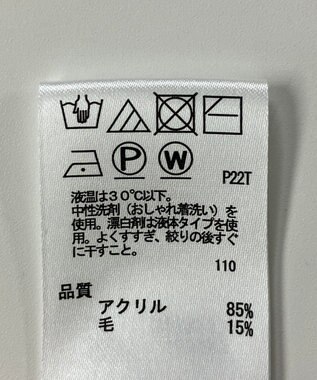 P W P22T
液温は30℃以下。
中性洗剤(おしゃれ着洗い)を
使用。漂白剤は液体タイプを使
用。よくすすぎ、絞りの後すぐ
に干すこと。
110
品質
アクリル 85%
毛 15%